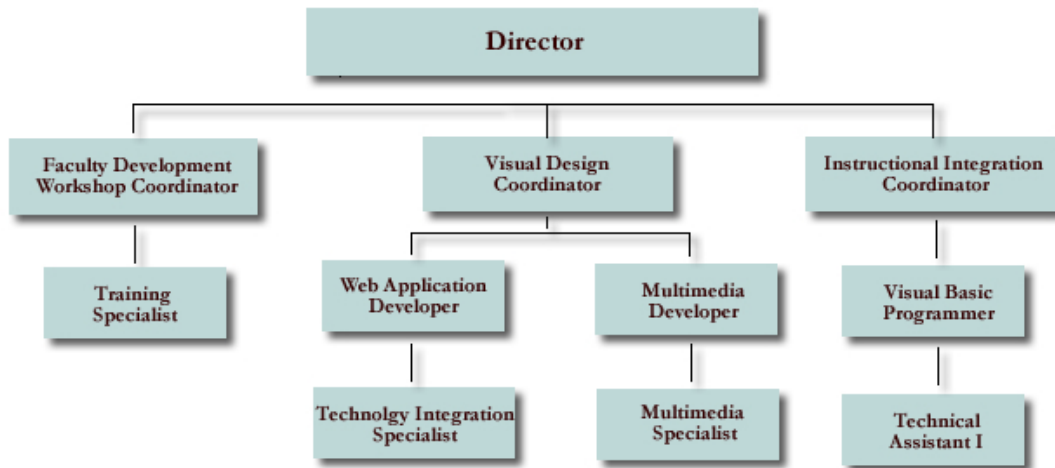 Director
Faculty Development
Workshop Coordinator
Visual Design
Coordinator
Instructional Integration
Coordinator
Training
Specialist
Web Application
Developer
Multimedia
Developer
Visual Basic
Programmer
Technolgy Integration
Specialist
Multimedia
Specialist
Technical
Assistant I